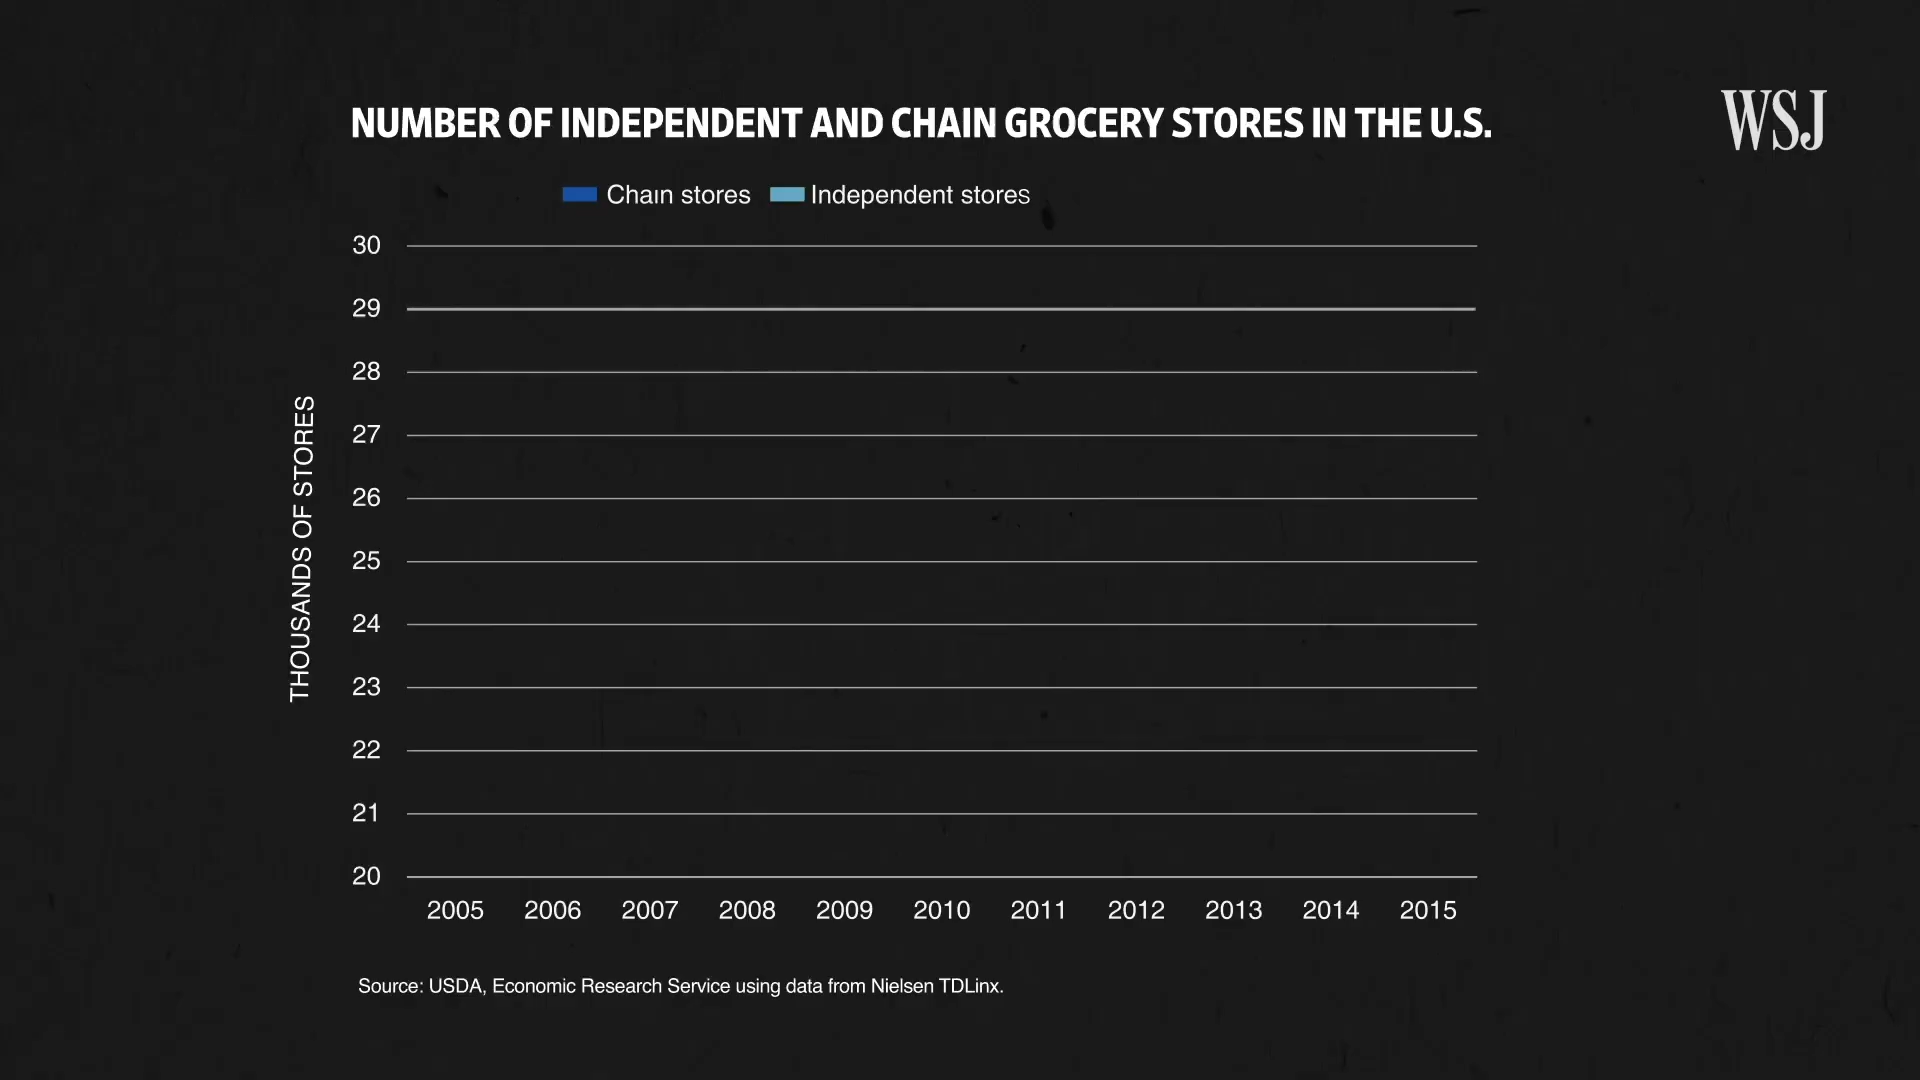 NUMBER OF INDEPENDENT AND CHAIN GROCERY STORES IN THE U.S.
WSJ
Chain stores Independent stores
THOUSANDS OF STORES
30
29
28
27
26
25
24
23
22
21
20
2005 2006 2007 2008 2009 2010 2011 2012 2013 2014 2015
Source: USDA, Economic Research Service using data from Nielsen TDLinx.